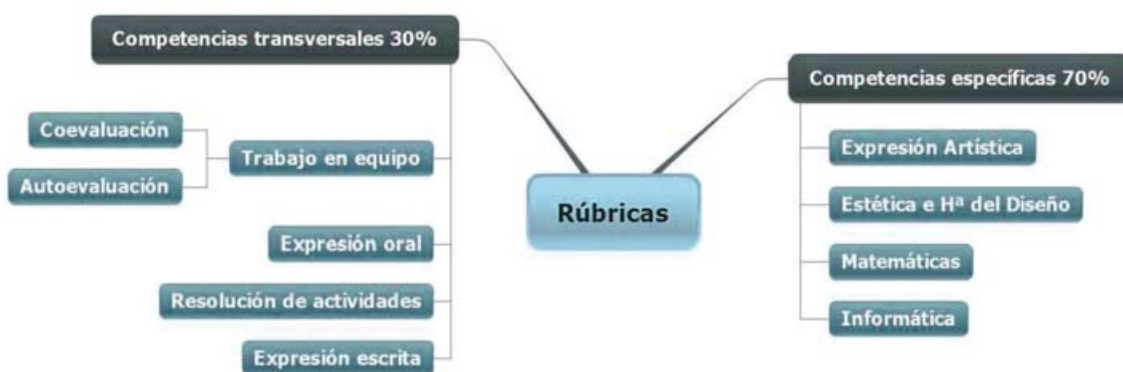 Competencias transversales 30%
Coevaluación
Autoevaluación
Trabajo en equipo
Expresión oral
Resolución de actividades
Expresión escrita
Rúbricas
Competencias específicas 70%
Expresión Artística
Estética e Hª del Diseño
Matemáticas
Informática